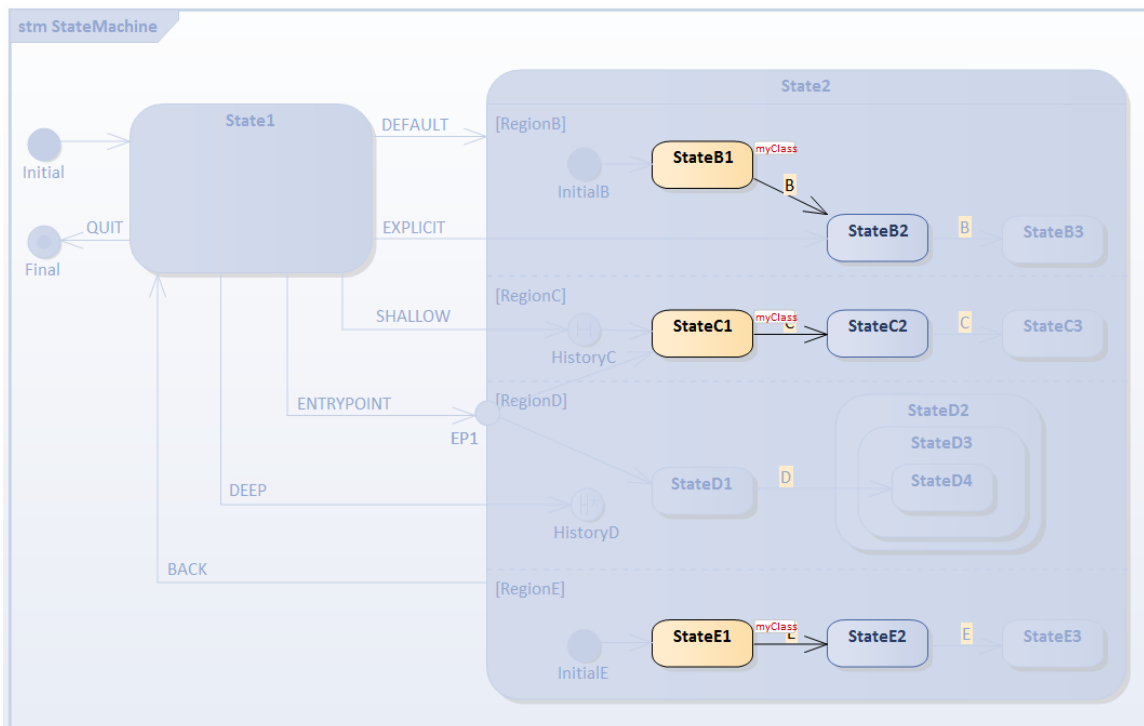 stm StateMachine
State2
State1
DEFAULT
[RegionB]
Initial
StateB1
myClass
B
InitialB
QUIT
EXPLICIT
StateB2
B
StateB3
Final
[RegionC]
SHALLOW
HistoryC
StateC1
myClass
C
StateC2
C
StateC3
ENTRYPOINT
[RegionD]
EP1
StateD2
StateD3
StateD4
StateD1
D
DEEP
HistoryD
BACK
[RegionE]
StateE1
myClass
E
StateE2
E
StateE3
InitialE